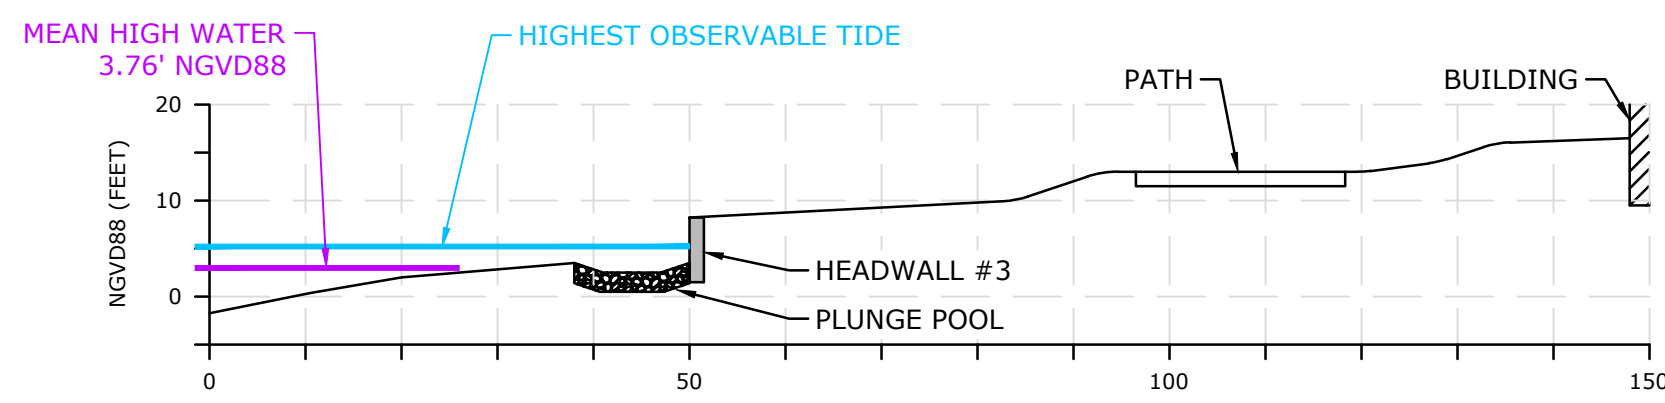 MEAN HIGH WATER
3.76' NGVD88
HIGHEST OBSERVABLE TIDE
PATH
BUILDING
20
10
0
NGVD88 (FEET)
HEADWALL #3
PLUNGE POOL
0
50
100
150